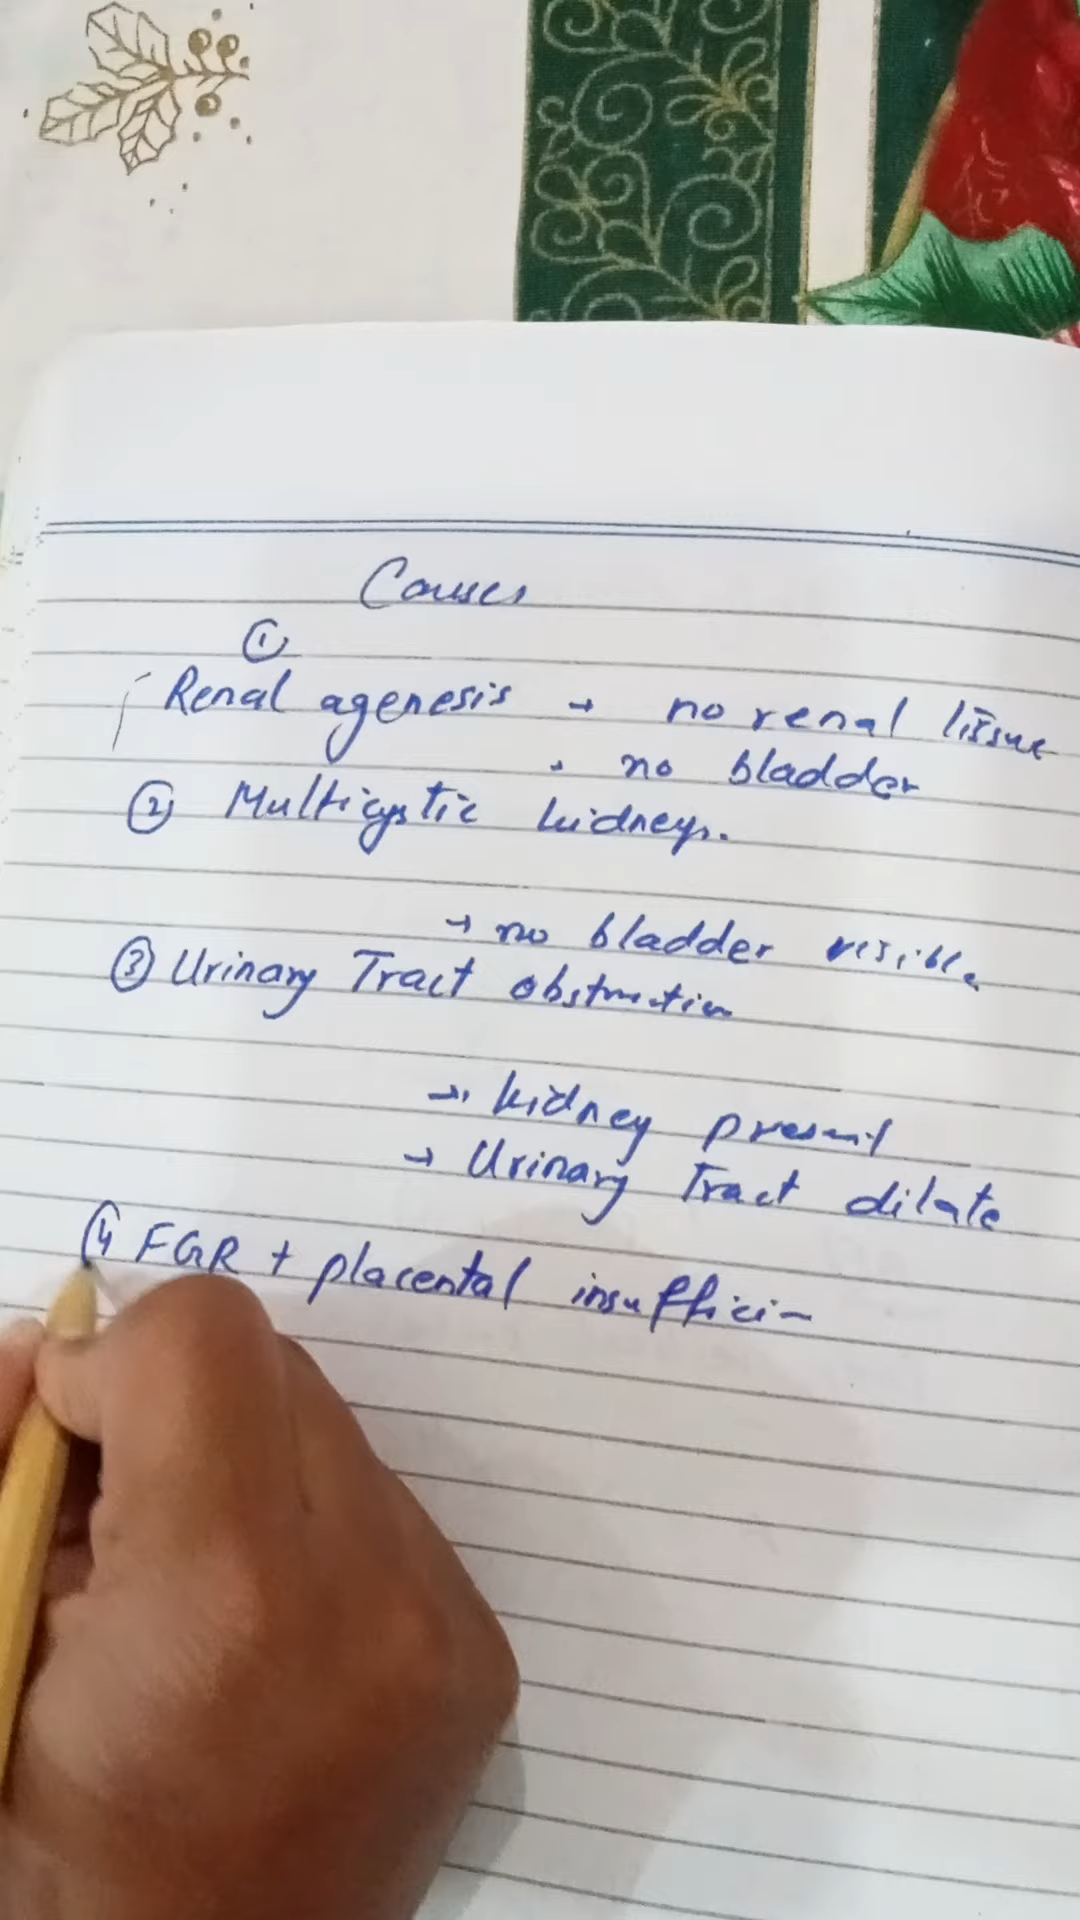 Causes
①
Renal agenesis → no renal tissue
→ no bladder
② Multicystic kidneys.
→ no bladder visible
③ Urinary Tract obstruction
→ kidney present
→ Urinary Tract dilate
④ FGR + placental insuffici